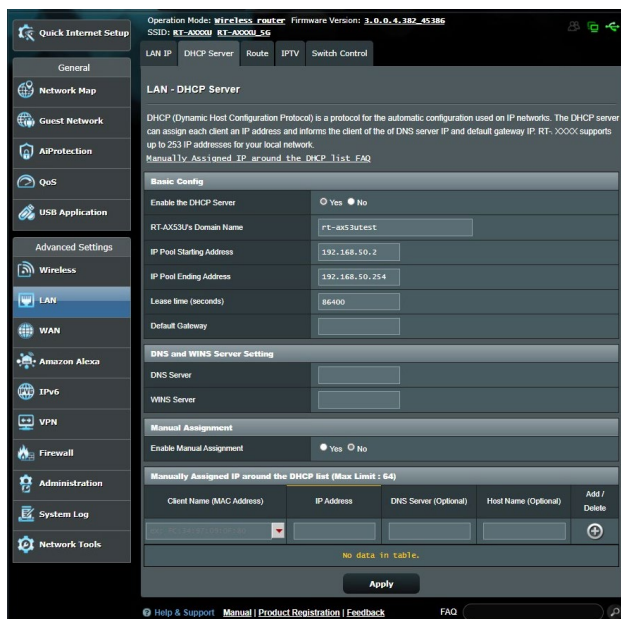 Quick Internet Setup
General
Network Map
Guest Network
AiProtection
QoS
USB Application
Advanced Settings
Wireless
LAN
WAN
Amazon Alexa
IPv6
VPN
Firewall
Administration
System Log
Network Tools
Operation Mode: Wireless router Firmware Version: 3.0.0.4.382_45386
SSID: RT-AXXXU RT-AXXXU_5G
LAN IP DHCP Server Route IPTV Switch Control
LAN - DHCP Server
DHCP (Dynamic Host Configuration Protocol) is a protocol for the automatic configuration used on IP networks. The DHCP server
can assign each client an IP address and informs the client of the of DNS server IP and default gateway IP. RT-. XXXX supports
up to 253 IP addresses for your local network.
Manually Assigned IP around the DHCP list FAQ
Basic Config
Enable the DHCP Server Yes No
RT-AX53U's Domain Name rt-ax53utest
IP Pool Starting Address 192.168.50.2
IP Pool Ending Address 192.168.50.254
Lease time (seconds) 86400
Default Gateway
DNS and WINS Server Setting
DNS Server
WINS Server
Manual Assignment
Enable Manual Assignment Yes No
Manually Assigned IP around the DHCP list (Max Limit : 64)
Client Name (MAC Address) IP Address DNS Server (Optional) Host Name (Optional) Add /
Delete
No data in table.
Apply
Help & Support Manual | Product Registration | Feedback FAQ